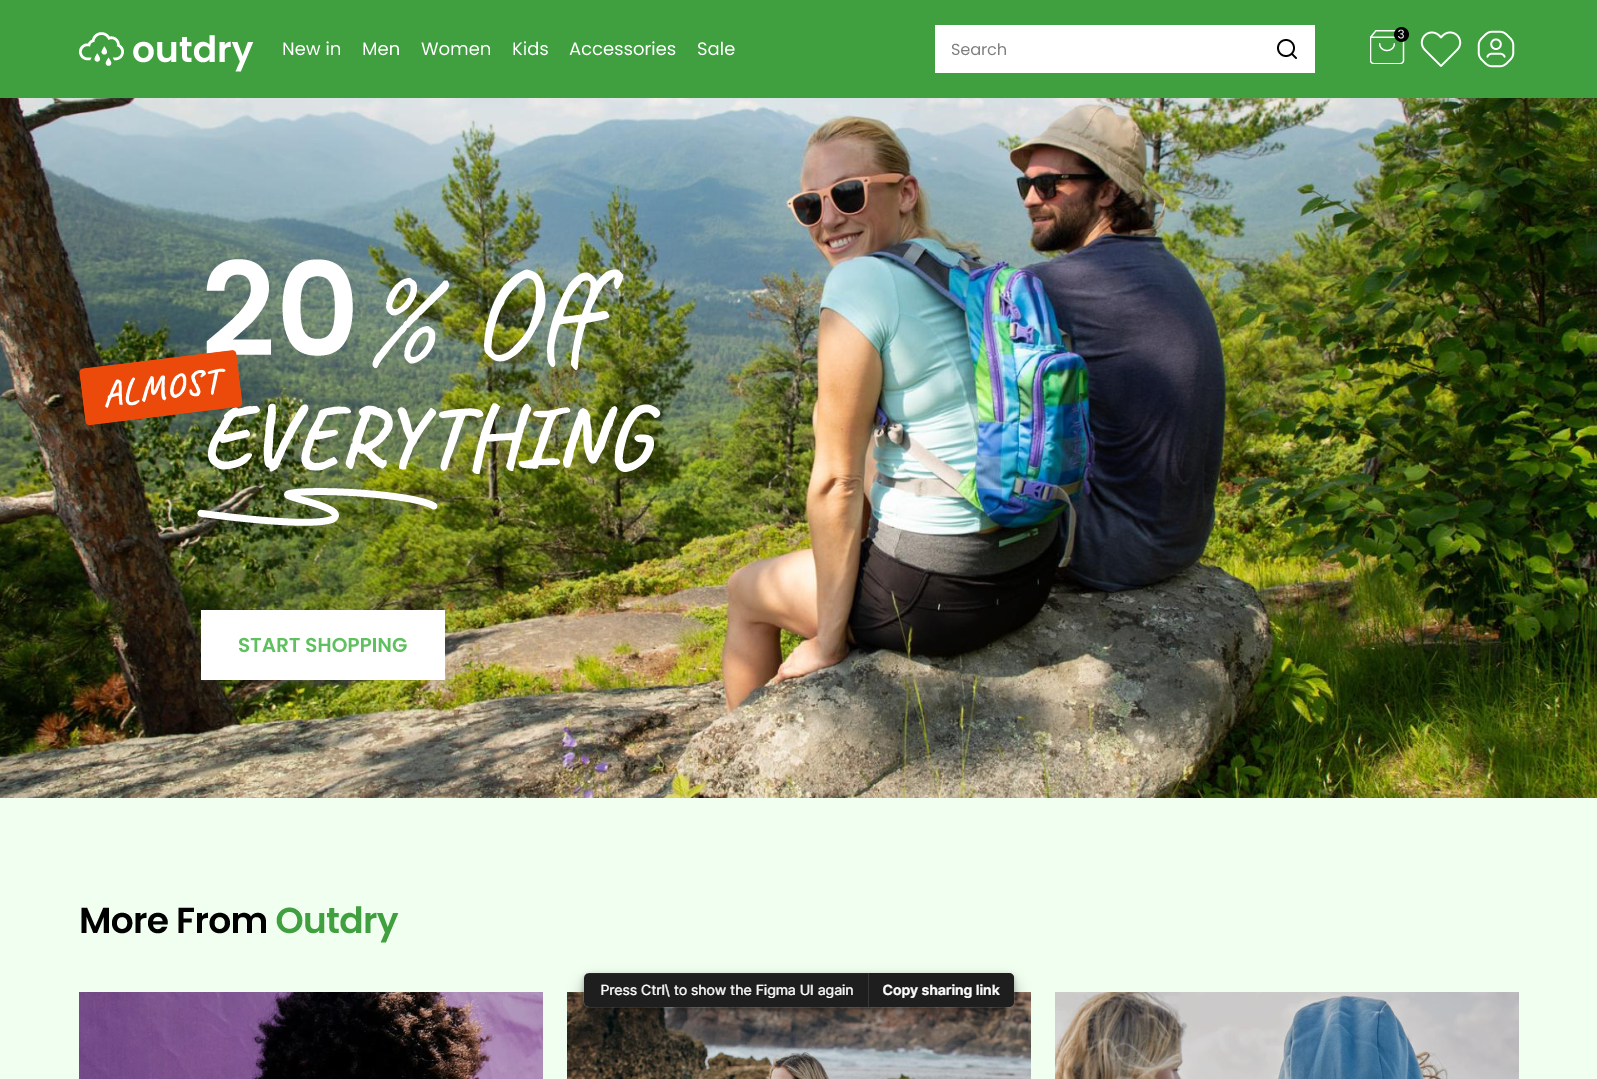 outdry
New in Men Women Kids Accessories Sale
Search
3
20% Off
ALMOST
EVERYTHING
START SHOPPING
More From Outdry
Press Ctrl\ to show the Figma UI again
Copy sharing link